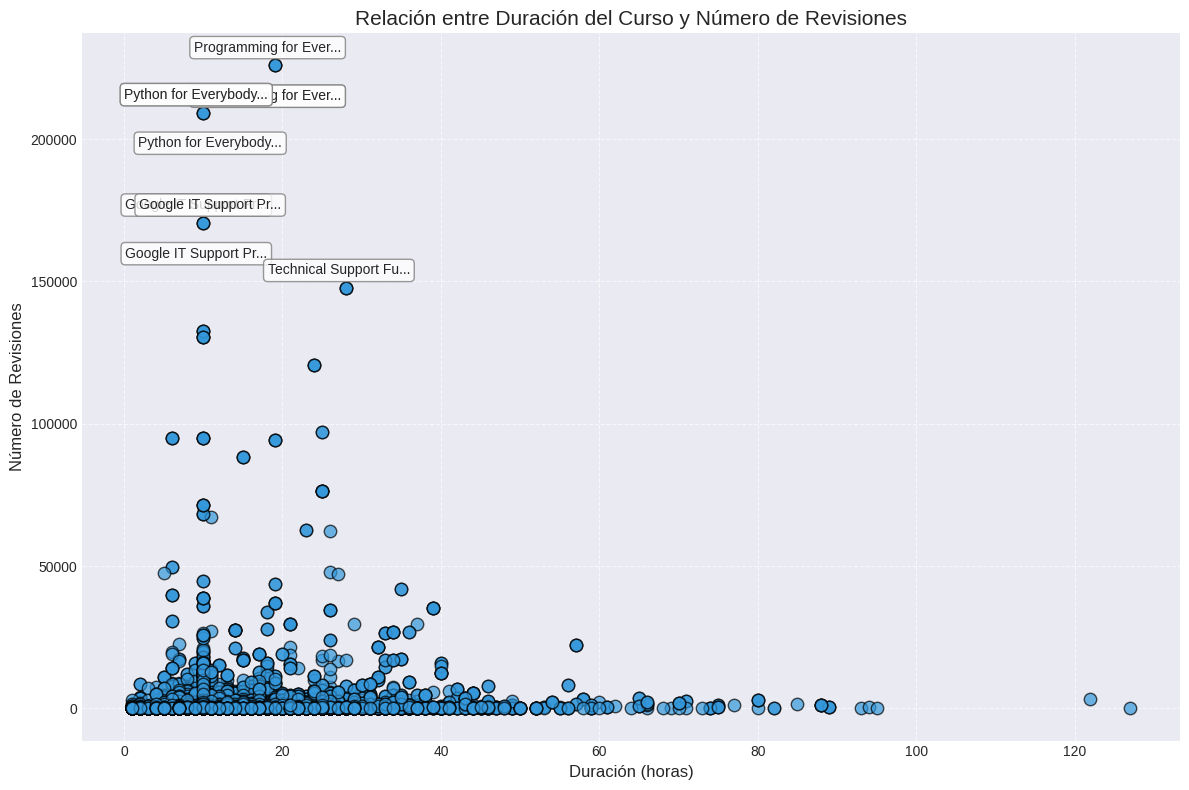 Relación entre Duración del Curso y Número de Revisiones
Programming for Ever...
Python for Everybody...
g for Ever...
Python for Everybody...
Google IT Support Pr...
Google IT Support Pr...
Technical Support Fu...
Número de Revisiones
200000
150000
100000
50000
0
0
20
40
60
80
100
120
Duración (horas)